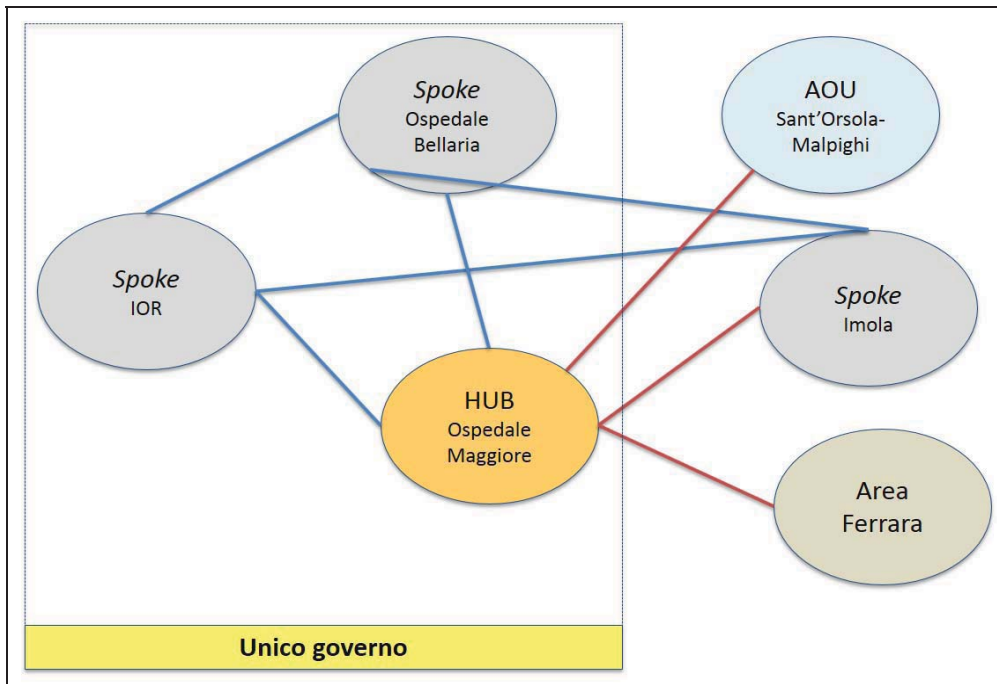 Spoke
Ospedale
Bellaria
AOU
Sant'Orsola-
Malpighi
Spoke
IOR
Spoke
Imola
HUB
Ospedale
Maggiore
Area
Ferrara
Unico governo